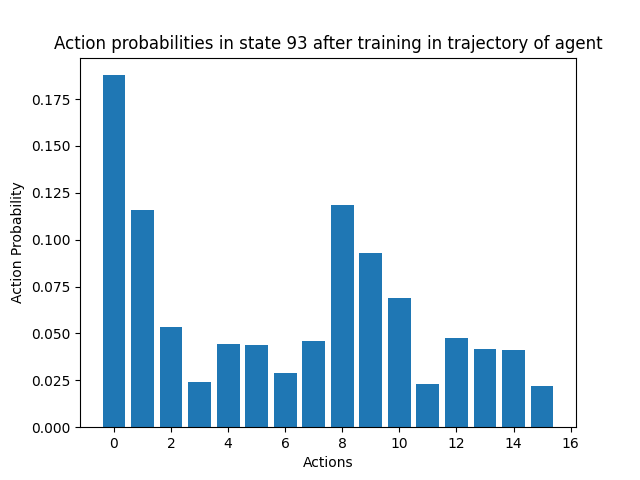 Action probabilities in state 93 after training in trajectory of agent
0.175
0.150
0.125
0.100
0.075
0.050
0.025
0.000
Action Probability
0 2 4 6 8 10 12 14 16
Actions